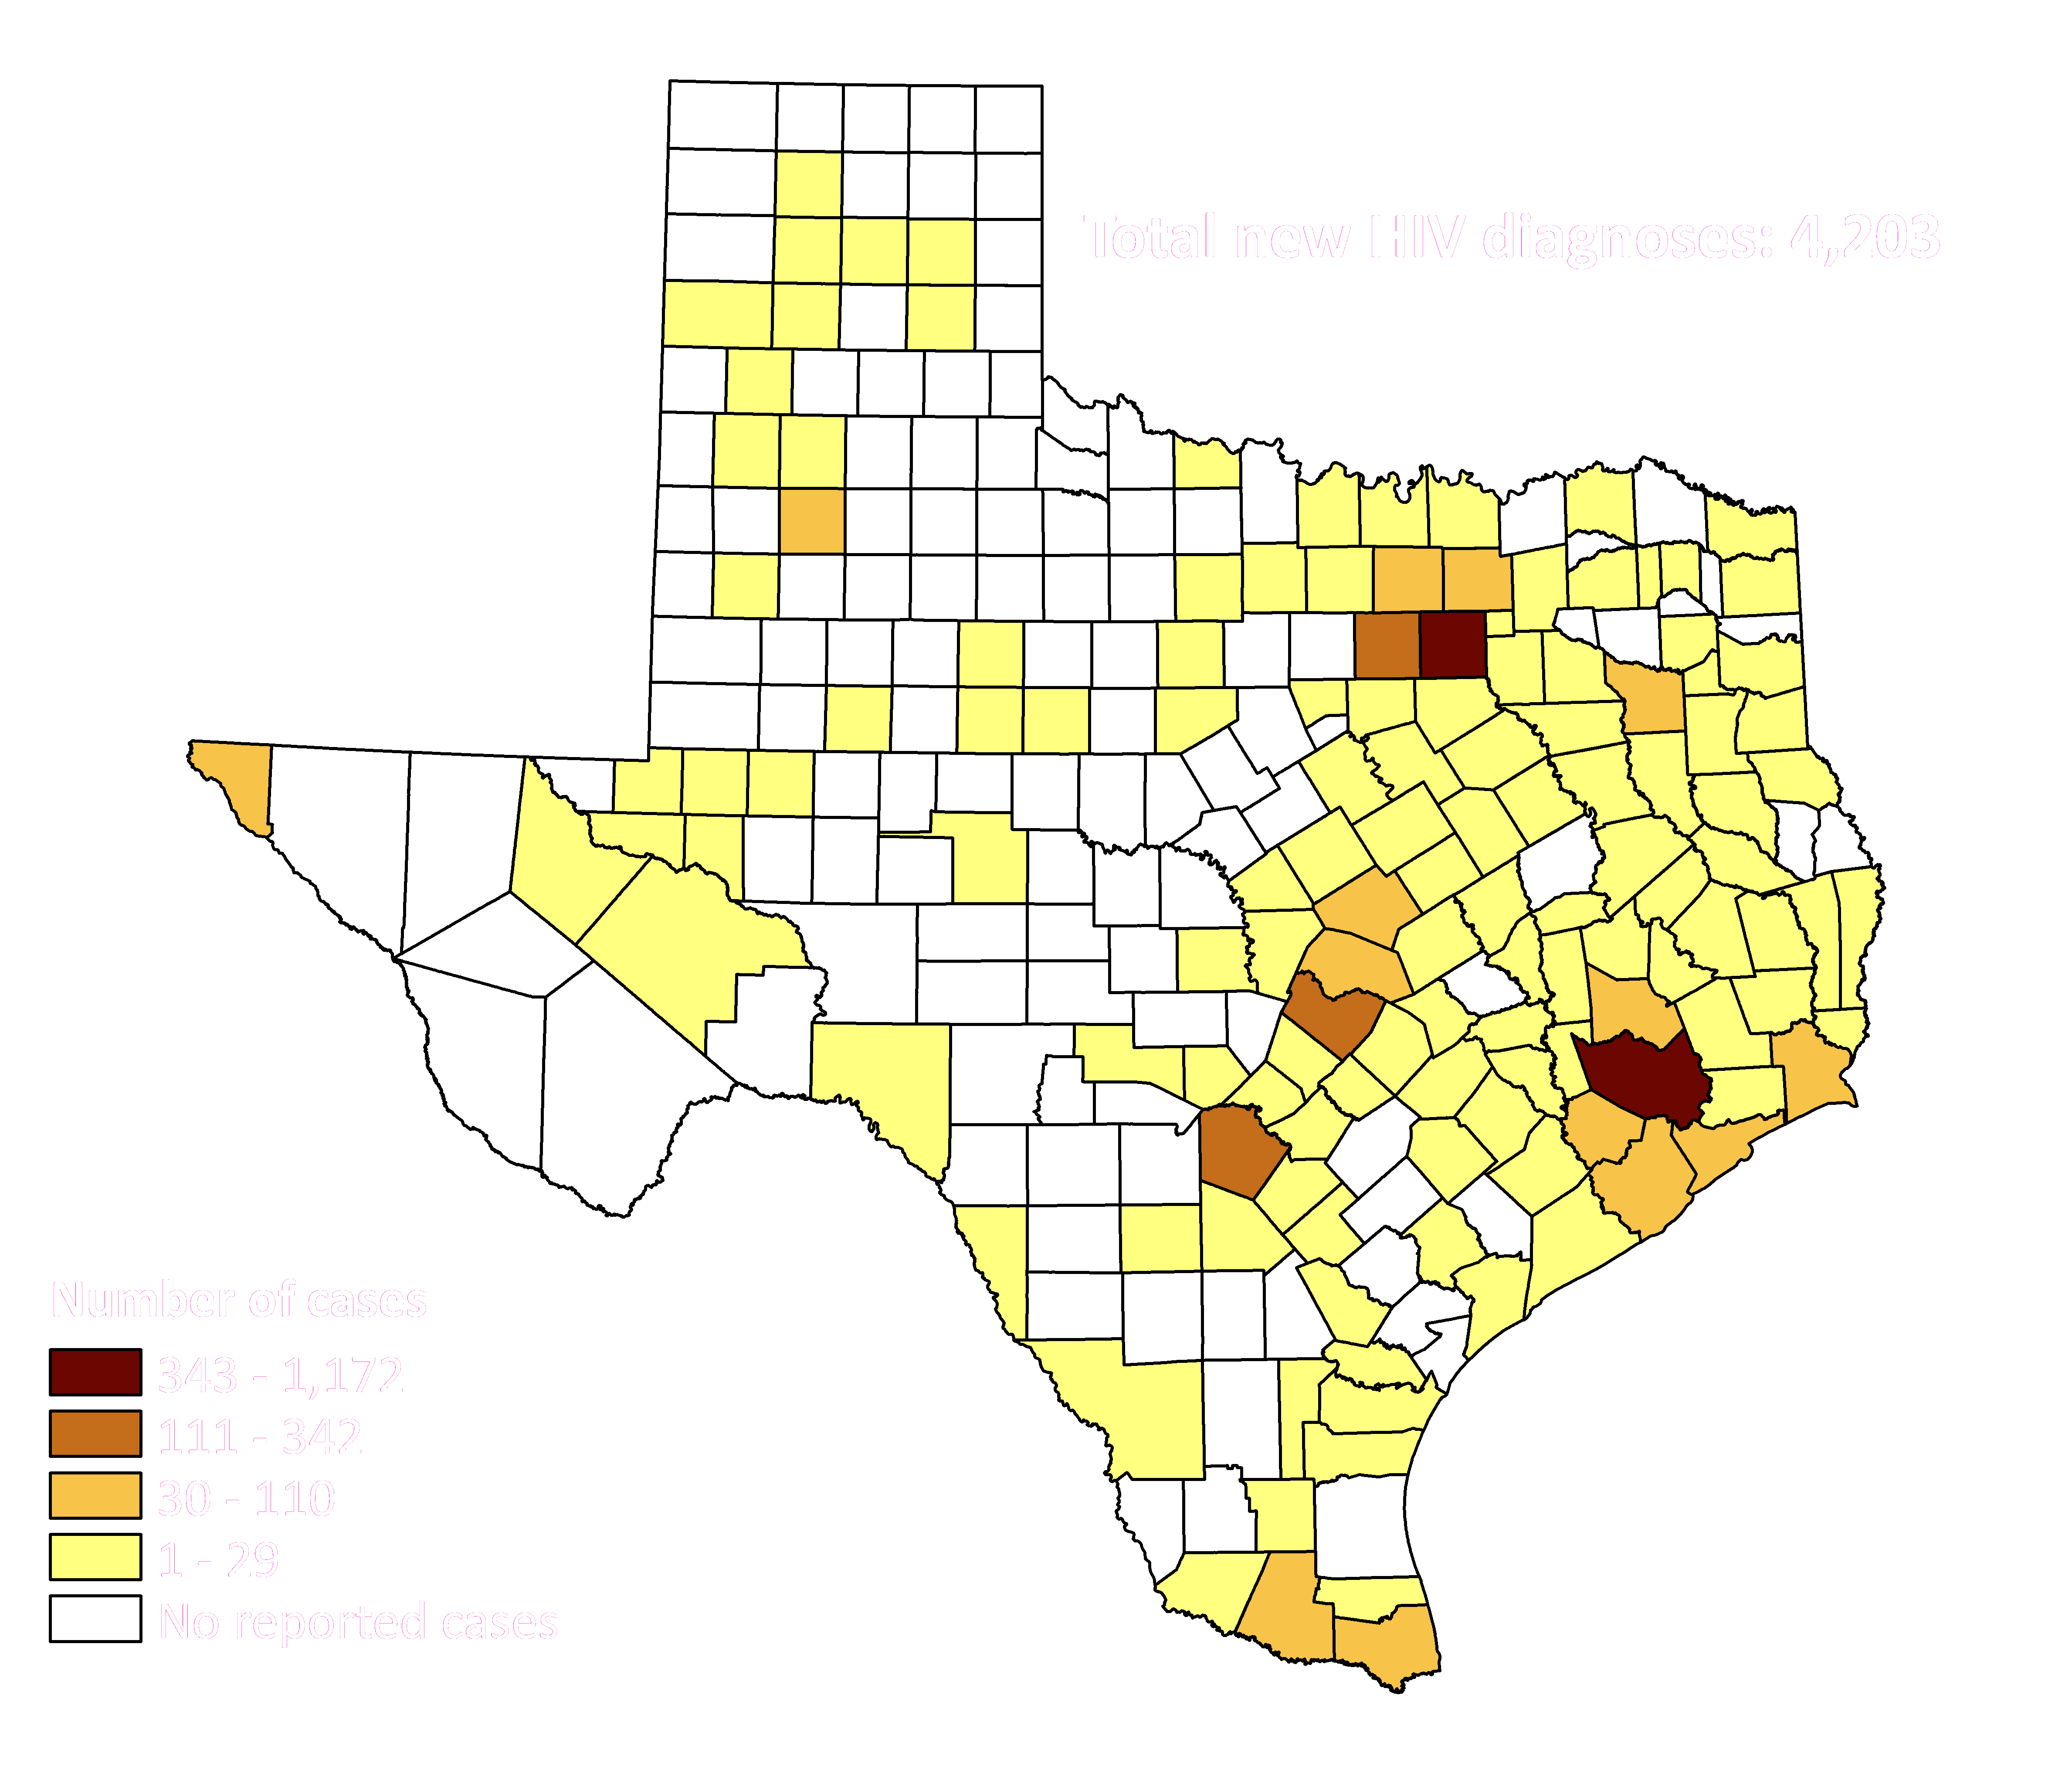 Total new HIV diagnoses: 4,203
Number of cases
343 - 1,172
111 - 342
30 - 110
1 - 29
No reported cases